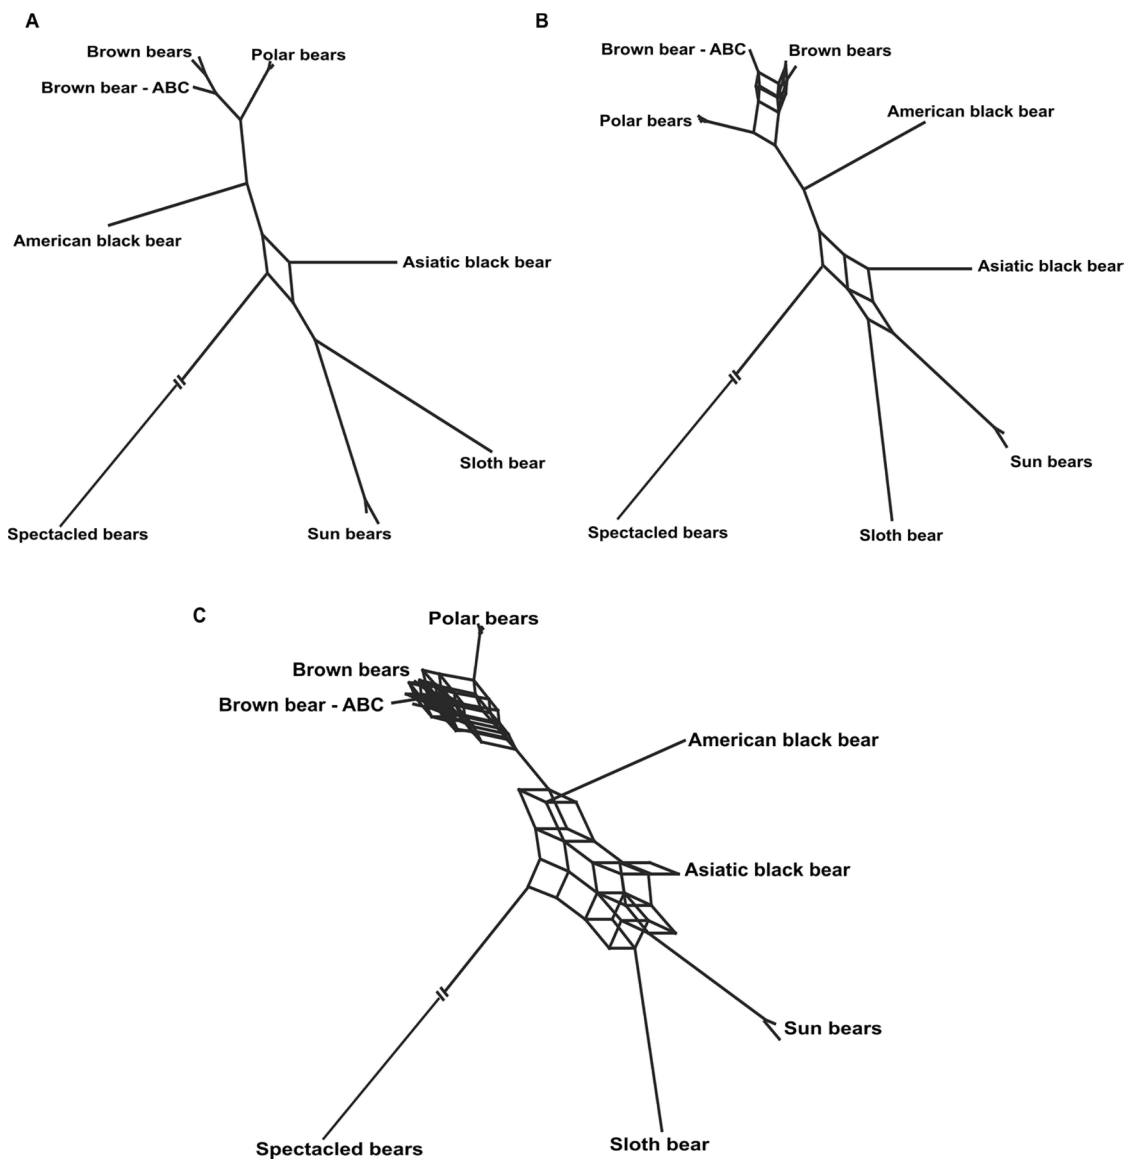 A
Brown bears
Polar bears
Brown bear - ABC
American black bear
Asiatic black bear
Sloth bear
Spectacled bears
Sun bears
B
Brown bear - ABC
Brown bears
American black bear
Polar bears
Asiatic black bear
Sun bears
Spectacled bears
Sloth bear
C
Polar bears
Brown bears
Brown bear - ABC
American black bear
Asiatic black bear
Sun bears
Sloth bear
Spectacled bears